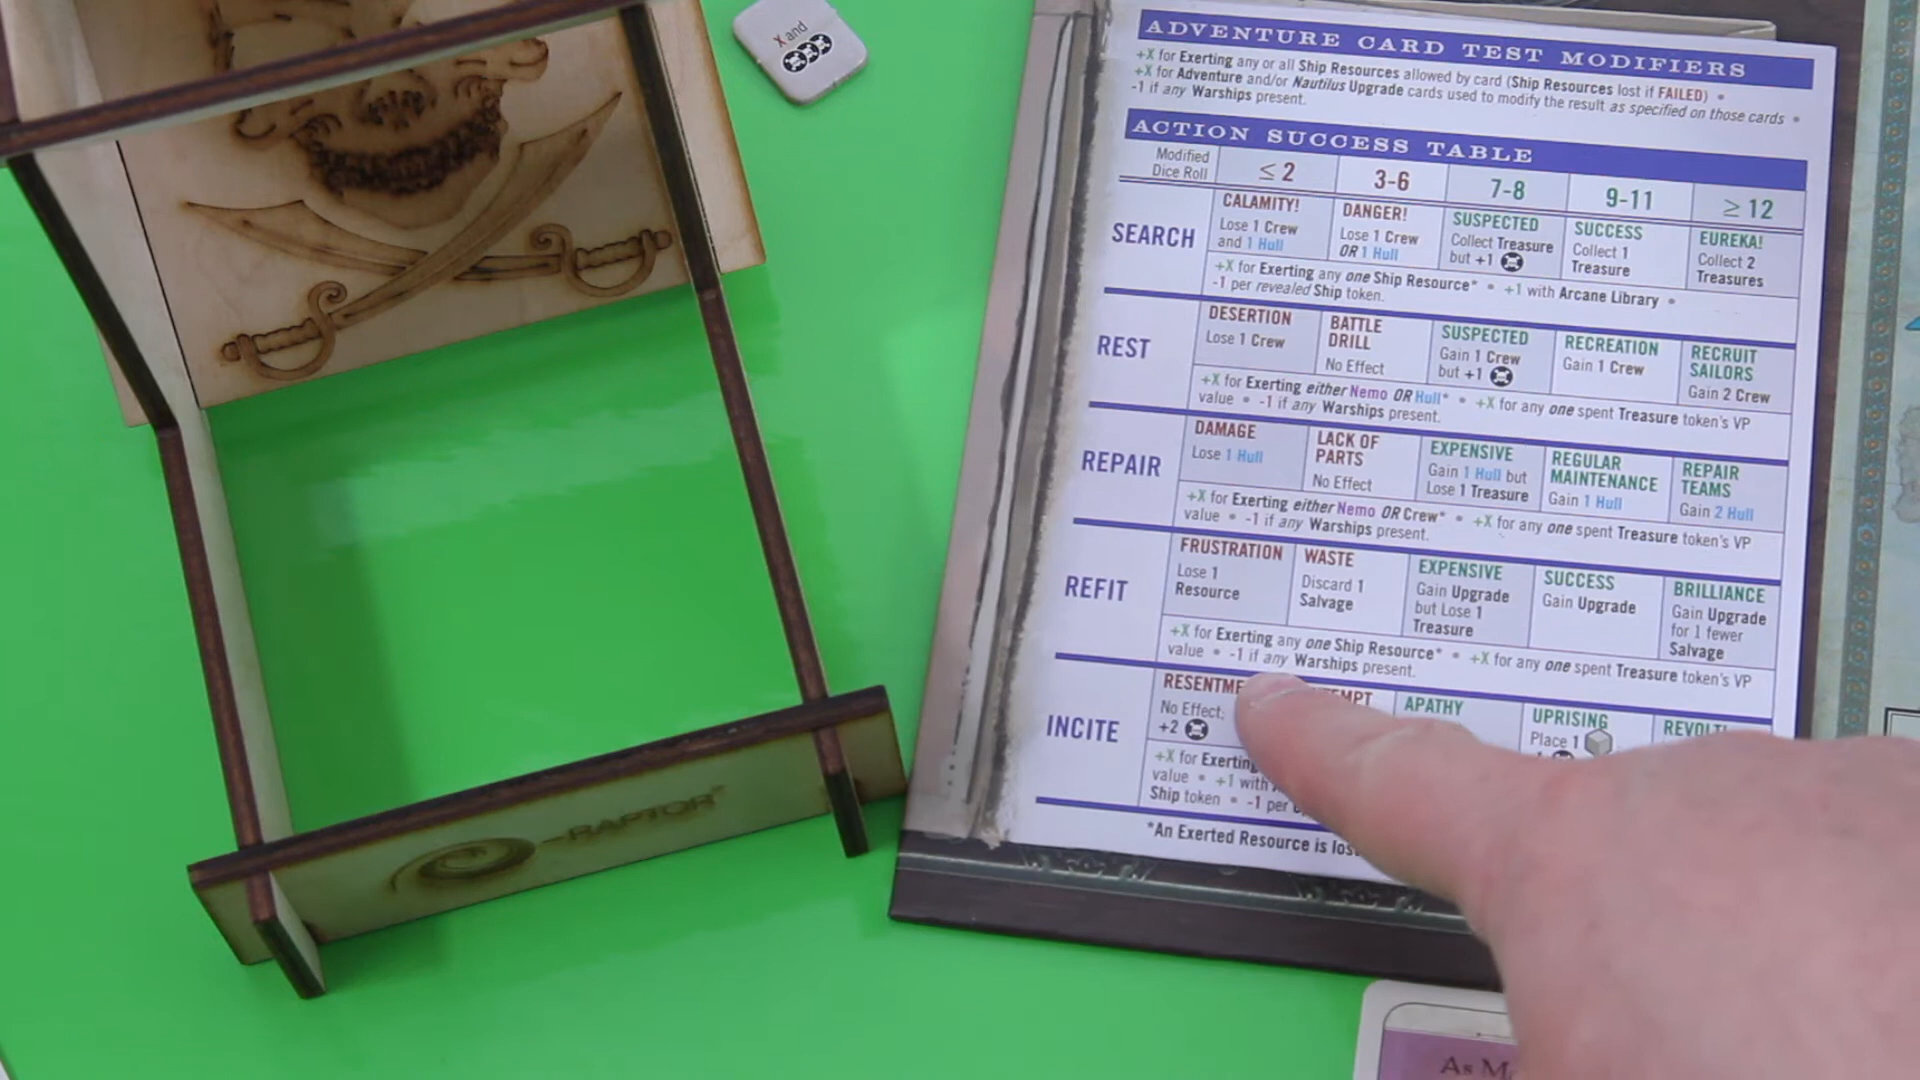 X and
ADVENTURE CARD TEST MODIFIERS
+X for Exerting any or all Ship Resources allowed by card (Ship Resources lost if FAILED) •
+X for Adventure and/or Nautilus Upgrade cards used to modify the result as specified on those cards •
-1 if any Warships present.
ACTION SUCCESS TABLE
Modified
Dice Roll
≤ 2
3-6
7-8
9-11
≥ 12
SEARCH
CALAMITY!
Lose 1 Crew
and 1 Hull
DANGER!
Lose 1 Crew
OR 1 Hull
SUSPECTED
Collect Treasure
but +1
SUCCESS
Collect 1
Treasure
EUREKA!
Collect 2
Treasures
+X for Exerting any one Ship Resource* • +1 with Arcane Library •
-1 per revealed Ship token.
REST
DESERTION
Lose 1 Crew
BATTLE
DRILL
No Effect
SUSPECTED
Gain 1 Crew
but +1
RECREATION
Gain 1 Crew
RECRUIT
SAILORS
Gain 2 Crew
+X for Exerting either Nemo OR Hull* • +X for any one spent Treasure token's VP
value • -1 if any Warships present.
REPAIR
DAMAGE
Lose 1 Hull
LACK OF
PARTS
No Effect
EXPENSIVE
Gain 1 Hull but
Lose 1 Treasure
REGULAR
MAINTENANCE
Gain 1 Hull
REPAIR
TEAMS
Gain 2 Hull
+X for Exerting either Nemo OR Crew* • +X for any one spent Treasure token's VP
value • -1 if any Warships present.
REFIT
FRUSTRATION
Lose 1
Resource
WASTE
Discard 1
Salvage
EXPENSIVE
Gain Upgrade
but Lose 1
Treasure
SUCCESS
Gain Upgrade
BRILLIANCE
Gain Upgrade
for 1 fewer
Salvage
+X for Exerting any one Ship Resource* • +X for any one spent Treasure token's VP
value • -1 if any Warships present.
INCITE
RESENTME
No Effect;
+2
APATHY
UPRISING
Place 1
REVOLT!
+X for Exerting
value • +1 with
Ship token • -1 per
*An Exerted Resource is los
-RAPTOR
As M